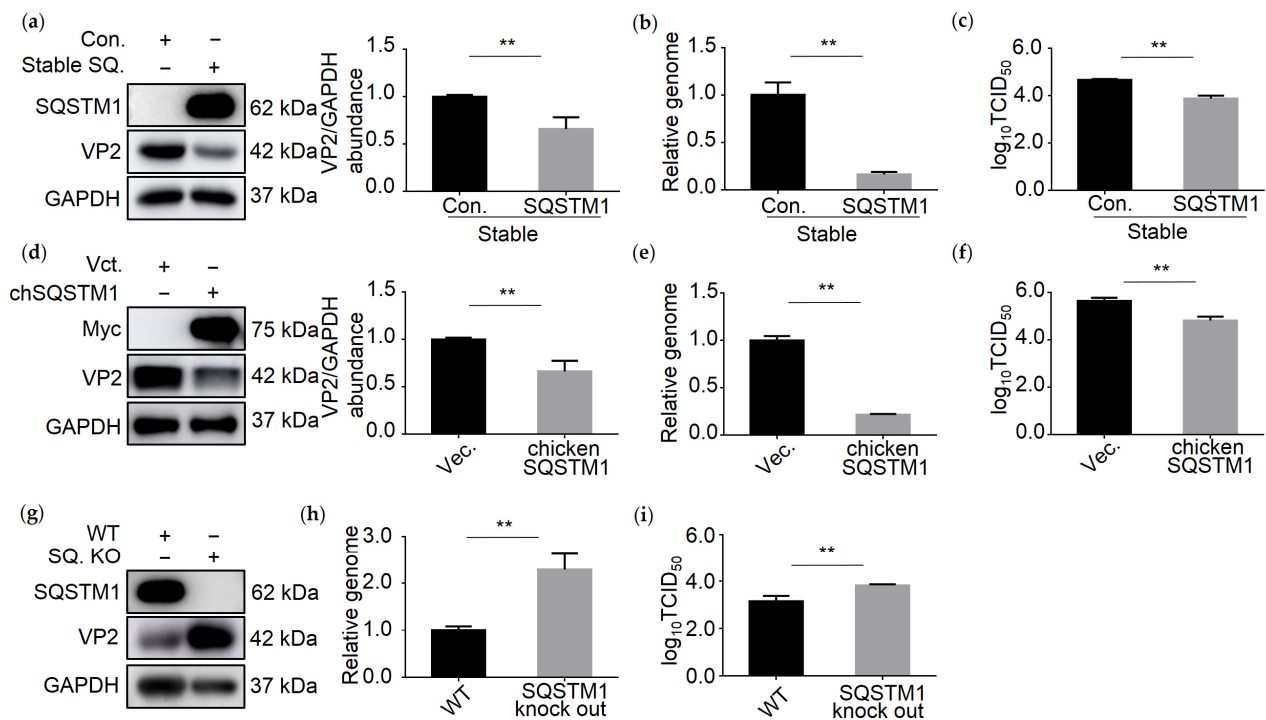 (a)
Con. + –
Stable SQ. – +
SQSTM1 62 kDa
VP2 42 kDa
GAPDH 37 kDa
VP2/GAPDH
abundance
1.5
1.0
0.5
0.0
**
Con. SQSTM1
Stable
(b)
Relative genome
1.5
1.0
0.5
0.0
**
Con. SQSTM1
Stable
(c)
log10TCID50
6.0
4.0
2.0
0.0
**
Con. SQSTM1
Stable
(d)
Vct. + –
chSQSTM1 – +
Myc 75 kDa
VP2 42 kDa
GAPDH 37 kDa
VP2/GAPDH
abundance
1.5
1.0
0.5
0.0
**
Vec. chicken
SQSTM1
(e)
Relative genome
1.5
1.0
0.5
0.0
**
Vec. chicken
SQSTM1
(f)
log10TCID50
6.0
4.0
2.0
0.0
**
Vec. chicken
SQSTM1
(g)
WT + –
SQ. KO – +
SQSTM1 62 kDa
VP2 42 kDa
GAPDH 37 kDa
(h)
Relative genome
3.0
2.0
1.0
0.0
**
WT SQSTM1
knock out
(i)
log10TCID50
6.0
4.0
2.0
0.0
**
WT SQSTM1
knock out